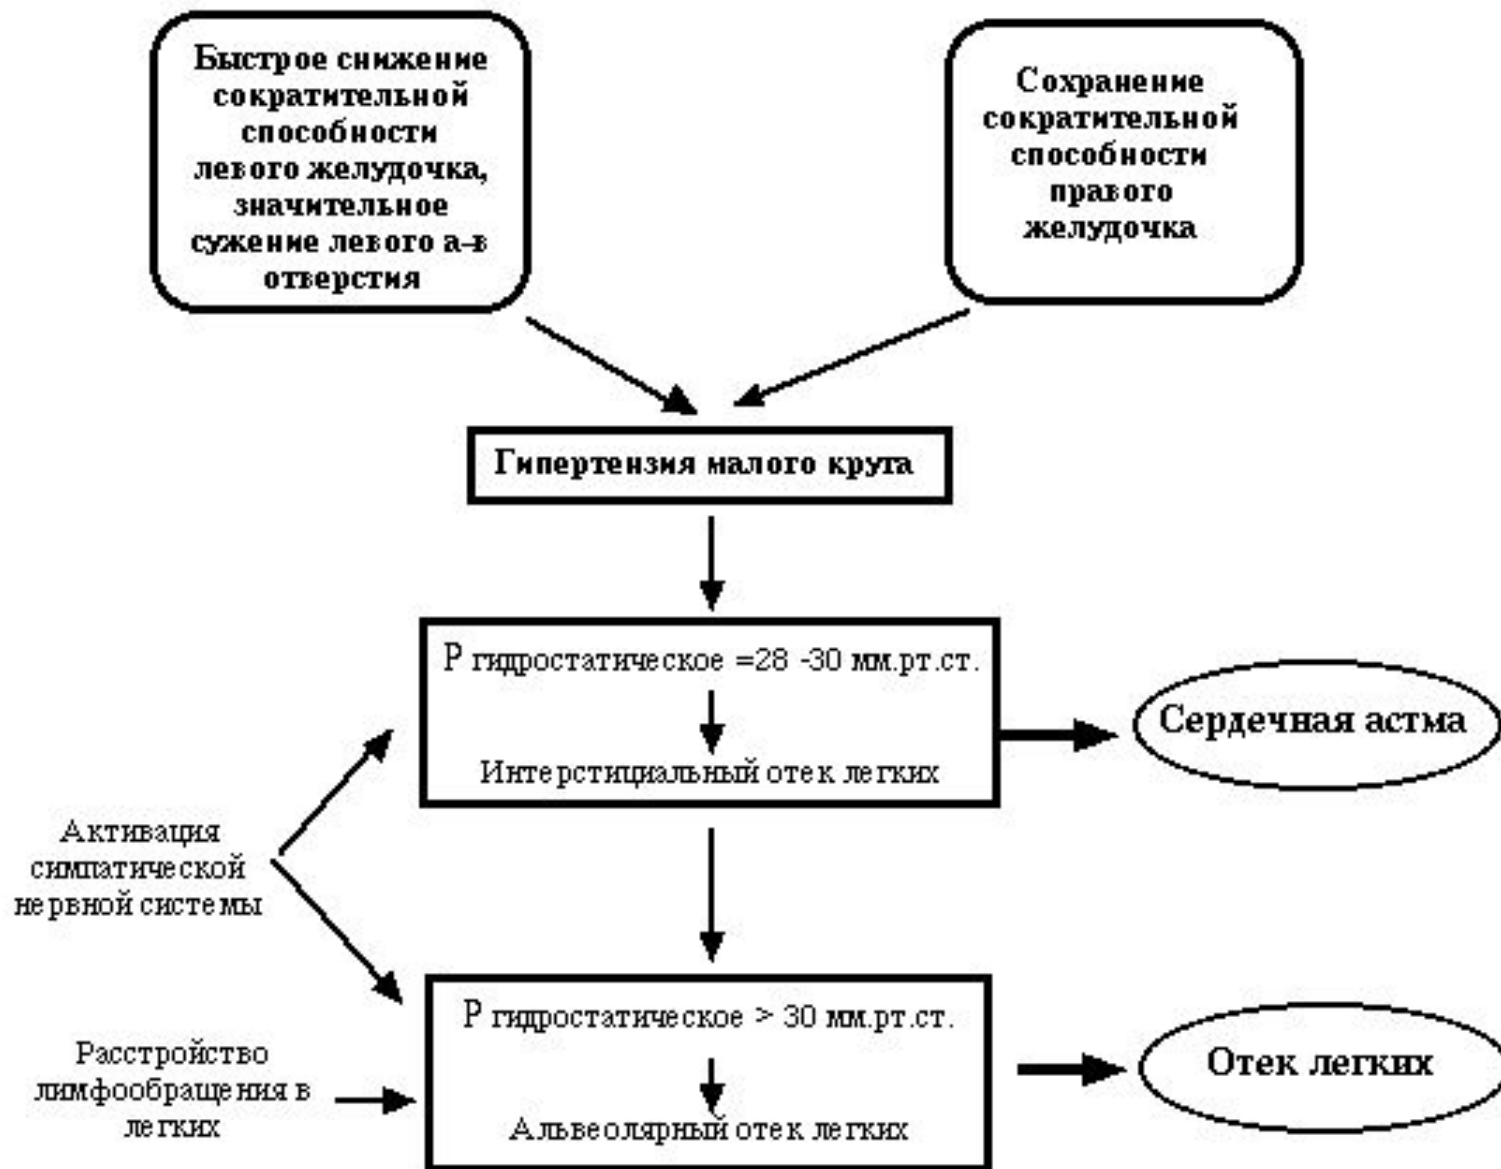 Быстрое снижение
сократительной
способности
левого желудочка,
значительное
сужение левого а-в
отверстия
Сохранение
сократительной
способности
правого
желудочка
Гипертензия малого круга
Р гидростатическое =28 -30 мм.рт.ст.
Интерстициальный отек легких
Сердечная астма
Активация
симпатической
нервной системы
Р гидростатическое > 30 мм.рт.ст.
Альвеолярный отек легких
Отек легких
Расстройство
лимфообращения в
легких